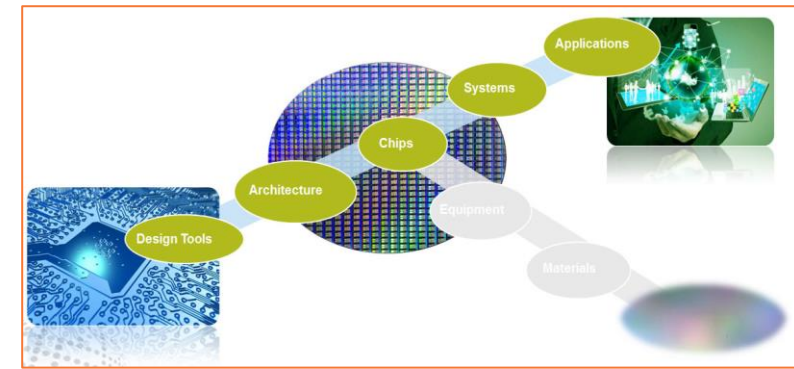 Applications
Systems
Chips
Architecture
Equipment
Design Tools
Materials